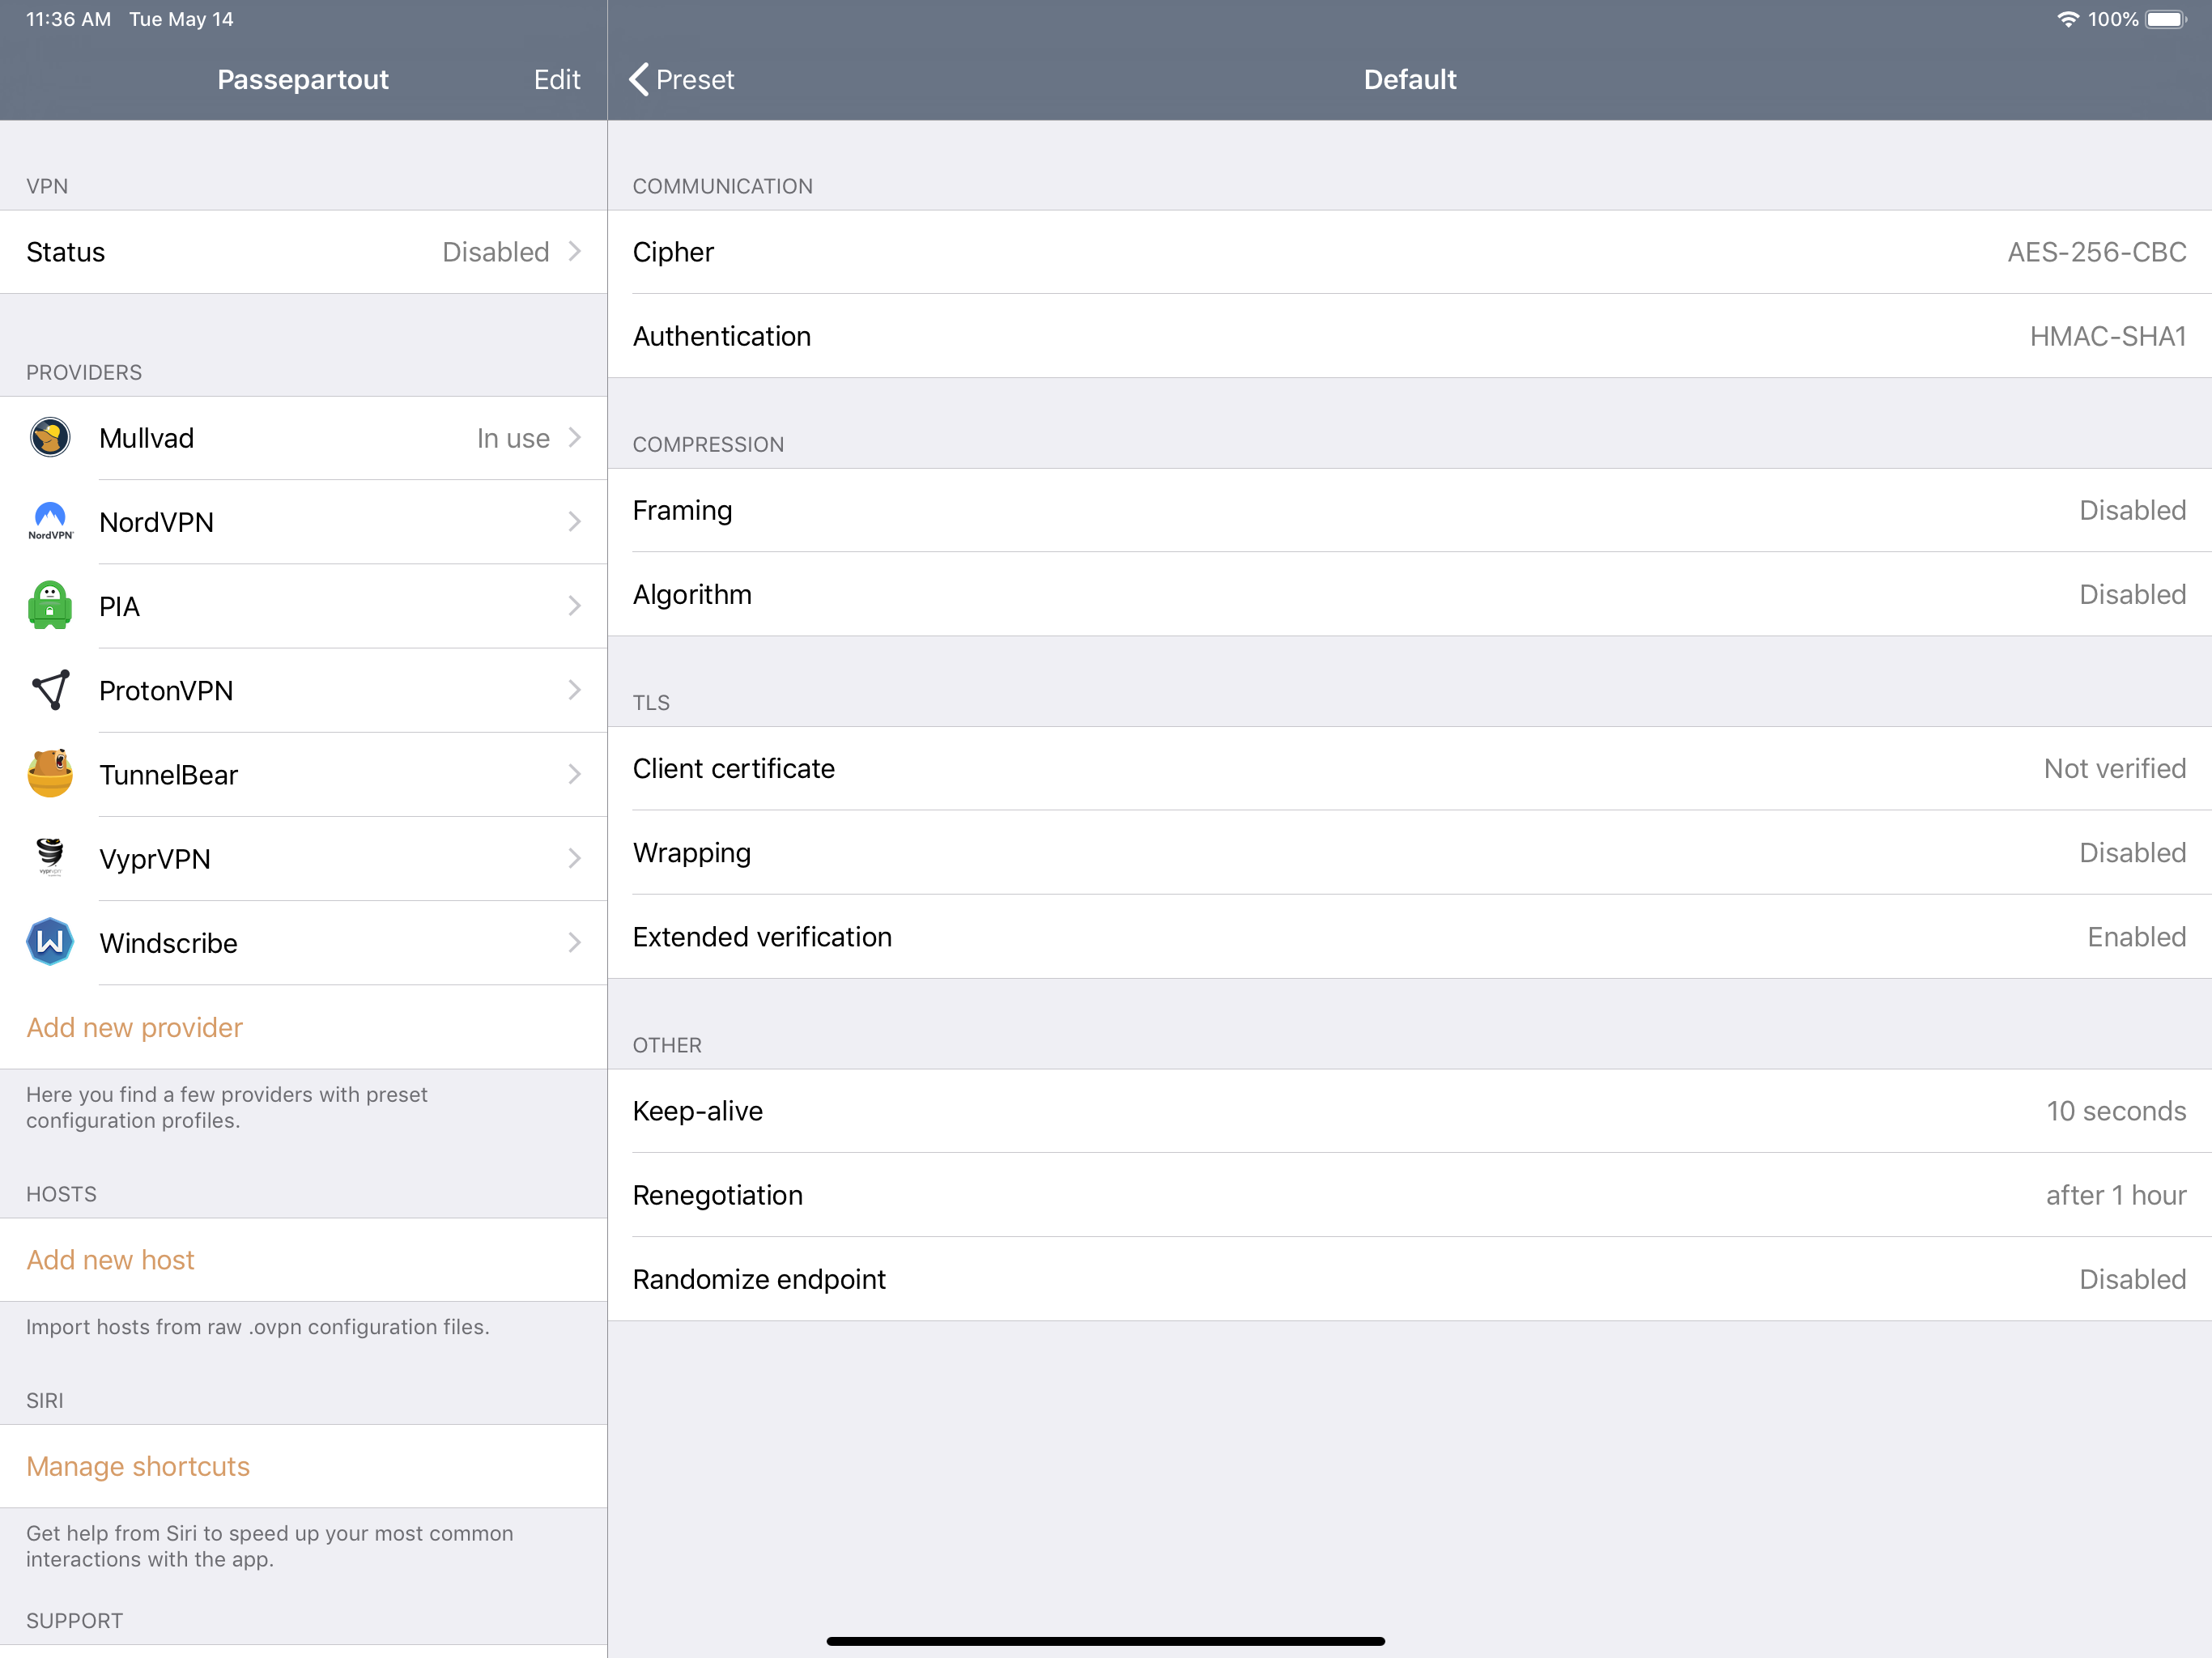 11:36 AM Tue May 14
100%
Passepartout
Edit
VPN
Status
Disabled
PROVIDERS
Mullvad
In use
NordVPN
NordVPN
PIA
ProtonVPN
TunnelBear
VyprVPN
Windscribe
Add new provider
Here you find a few providers with preset
configuration profiles.
HOSTS
Add new host
Import hosts from raw .ovpn configuration files.
SIRI
Manage shortcuts
Get help from Siri to speed up your most common
interactions with the app.
SUPPORT
Preset
Default
COMMUNICATION
Cipher
AES-256-CBC
Authentication
HMAC-SHA1
COMPRESSION
Framing
Disabled
Algorithm
Disabled
TLS
Client certificate
Not verified
Wrapping
Disabled
Extended verification
Enabled
OTHER
Keep-alive
10 seconds
Renegotiation
after 1 hour
Randomize endpoint
Disabled